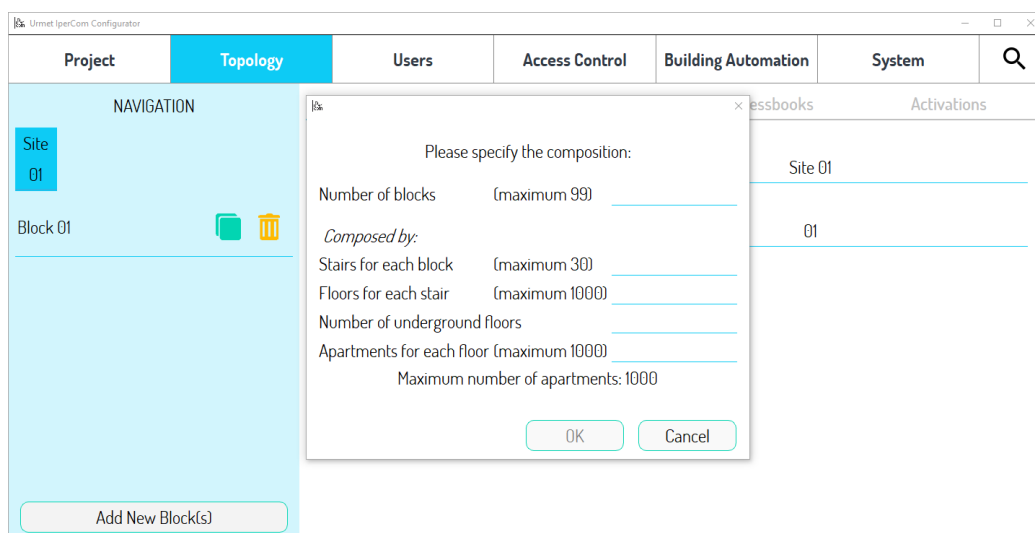 Urmet IperCom Configurator
Project Topology Users Access Control Building Automation System
NAVIGATION
essbooks Activations
Site
01
Block 01
Add New Block(s)
Site 01
01
Please specify the composition:
Number of blocks (maximum 99)
Composed by:
Stairs for each block (maximum 30)
Floors for each stair (maximum 1000)
Number of underground floors
Apartments for each floor (maximum 1000)
Maximum number of apartments: 1000
OK Cancel